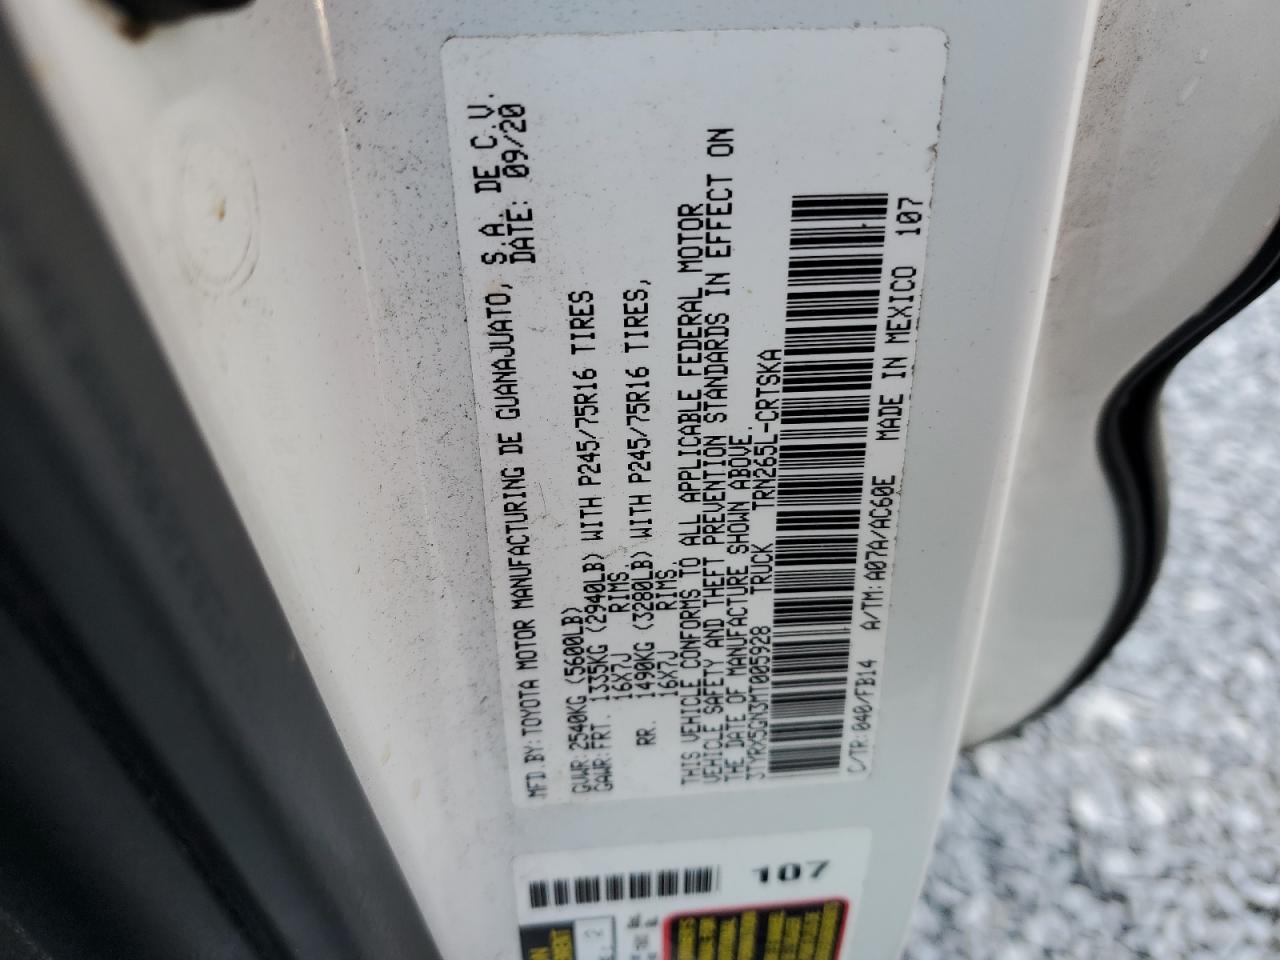 MFD.BY:TOYOTA MOTOR MANUFACTURING DE GUANAJUATO, S.A. DE C.V.
DATE: 09/20
GVWR:2540KG (5600LB)
GAWR:FRT. 1335KG (2940LB) WITH P245/75R16 TIRES
16X7J RIMS
RR. 1490KG (3280LB) WITH P245/75R16 TIRES,
16X7J RIMS
THIS VEHICLE CONFORMS TO ALL APPLICABLE FEDERAL MOTOR
VEHICLE SAFETY AND THEFT PREVENTION STANDARDS IN EFFECT ON
THE DATE OF MANUFACTURE SHOWN ABOVE.
3TYRX5GN3MT005928 TRUCK TRN265L-CRTSKA
C/TR:040/FB14 A/TM:A07A/AC60E MADE IN MEXICO 107
107